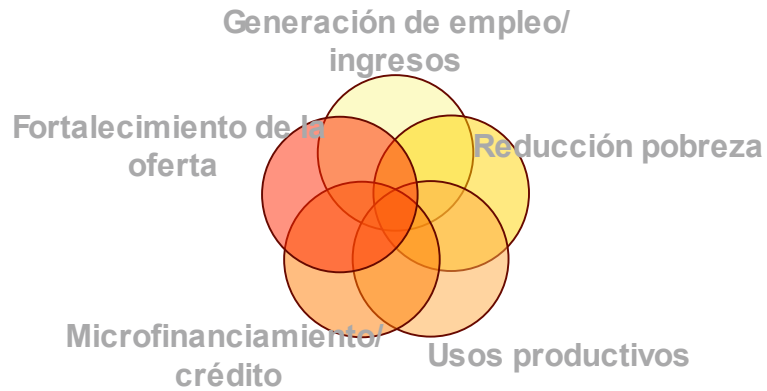 Generación de empleo/
ingresos
Fortalecimiento de la
oferta
Reducción pobreza
Microfinanciamiento/
crédito
Usos productivos